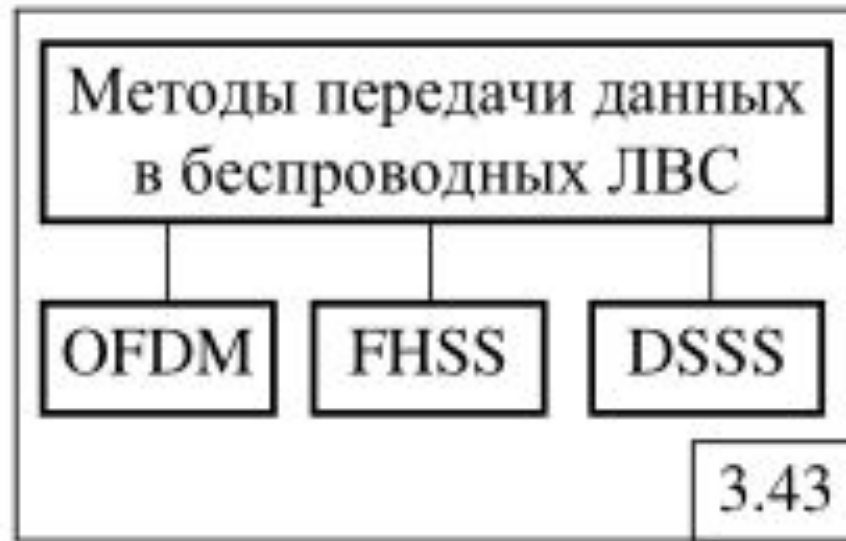 Методы передачи данных
в беспроводных ЛВС
OFDM FHSS DSSS
3.43